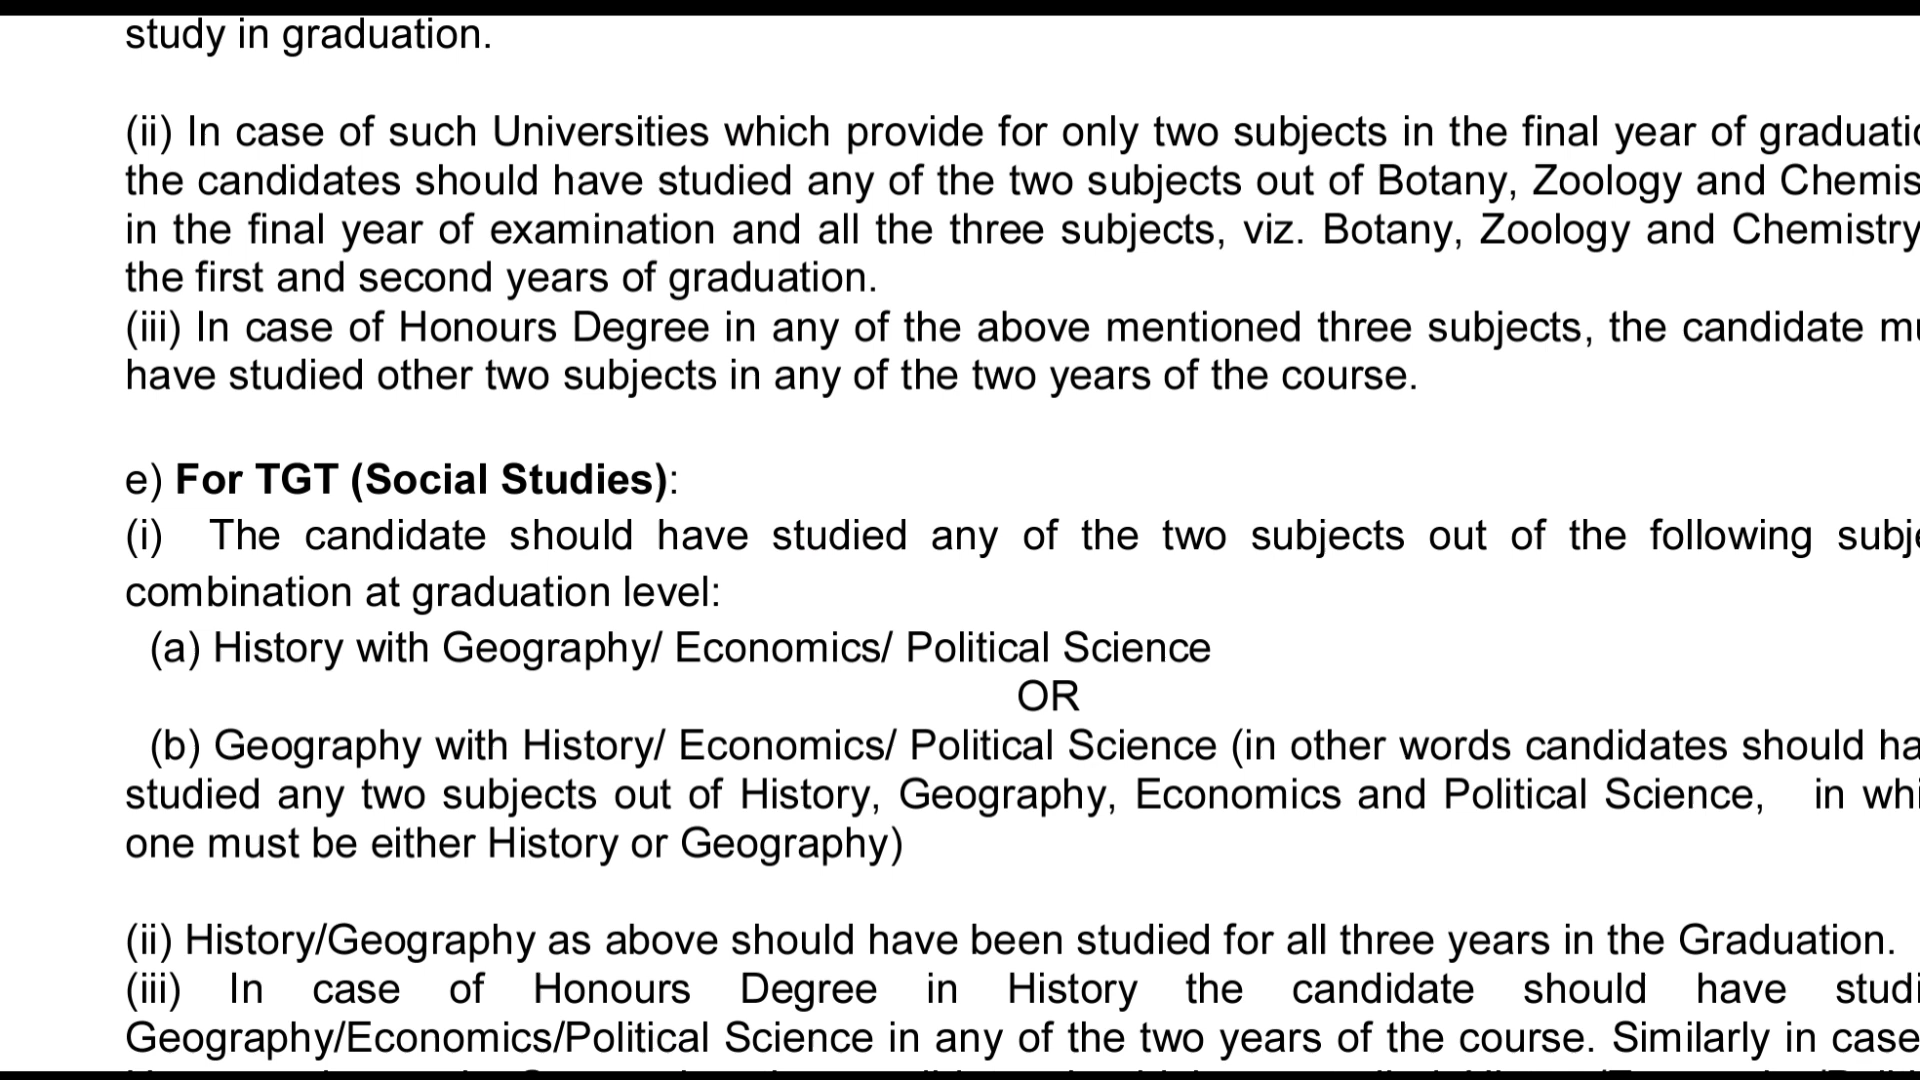 study in graduation.
(ii) In case of such Universities which provide for only two subjects in the final year of
the candidates should have studied any of the two subjects out of Botany, Zoology and
in the final year of examination and all the three subjects, viz. Botany, Zoology and Chemistry
the first and second years of graduation.
(iii) In case of Honours Degree in any of the above mentioned three subjects, the candidate
have studied other two subjects in any of the two years of the course.
e) For TGT (Social Studies):
(i) The candidate should have studied any of the two subjects out of the following
combination at graduation level:
(a) History with Geography/ Economics/ Political Science
OR
(b) Geography with History/ Economics/ Political Science (in other words candidates should
studied any two subjects out of History, Geography, Economics and Political Science, in
one must be either History or Geography)
(ii) History/Geography as above should have been studied for all three years in the Graduation.
(iii) In case of Honours Degree in History the candidate should have
Geography/Economics/Political Science in any of the two years of the course. Similarly in case